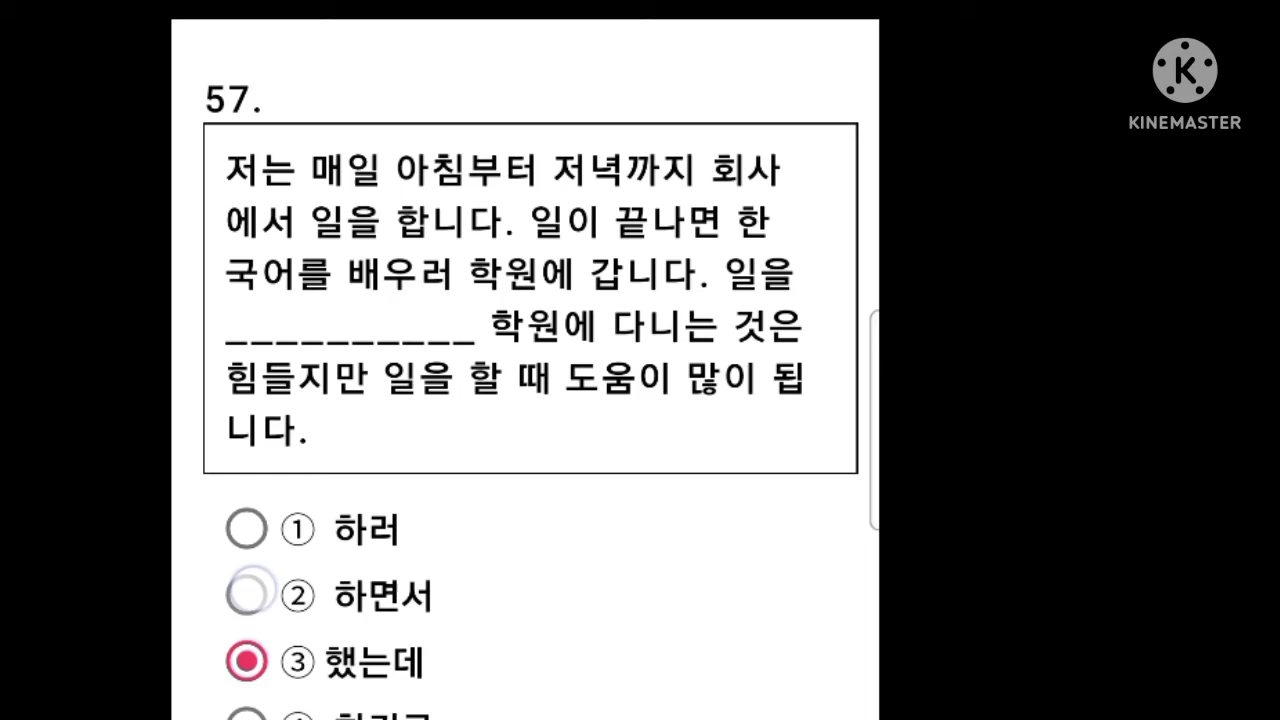 57.
저는 매일 아침부터 저녁까지 회사
에서 일을 합니다. 일이 끝나면 한
국어를 배우러 학원에 갑니다. 일을
__________ 학원에 다니는 것은
힘들지만 일을 할 때 도움이 많이 됩
니다.
① 하러
② 하면서
③ 했는데
K
KINEMASTER